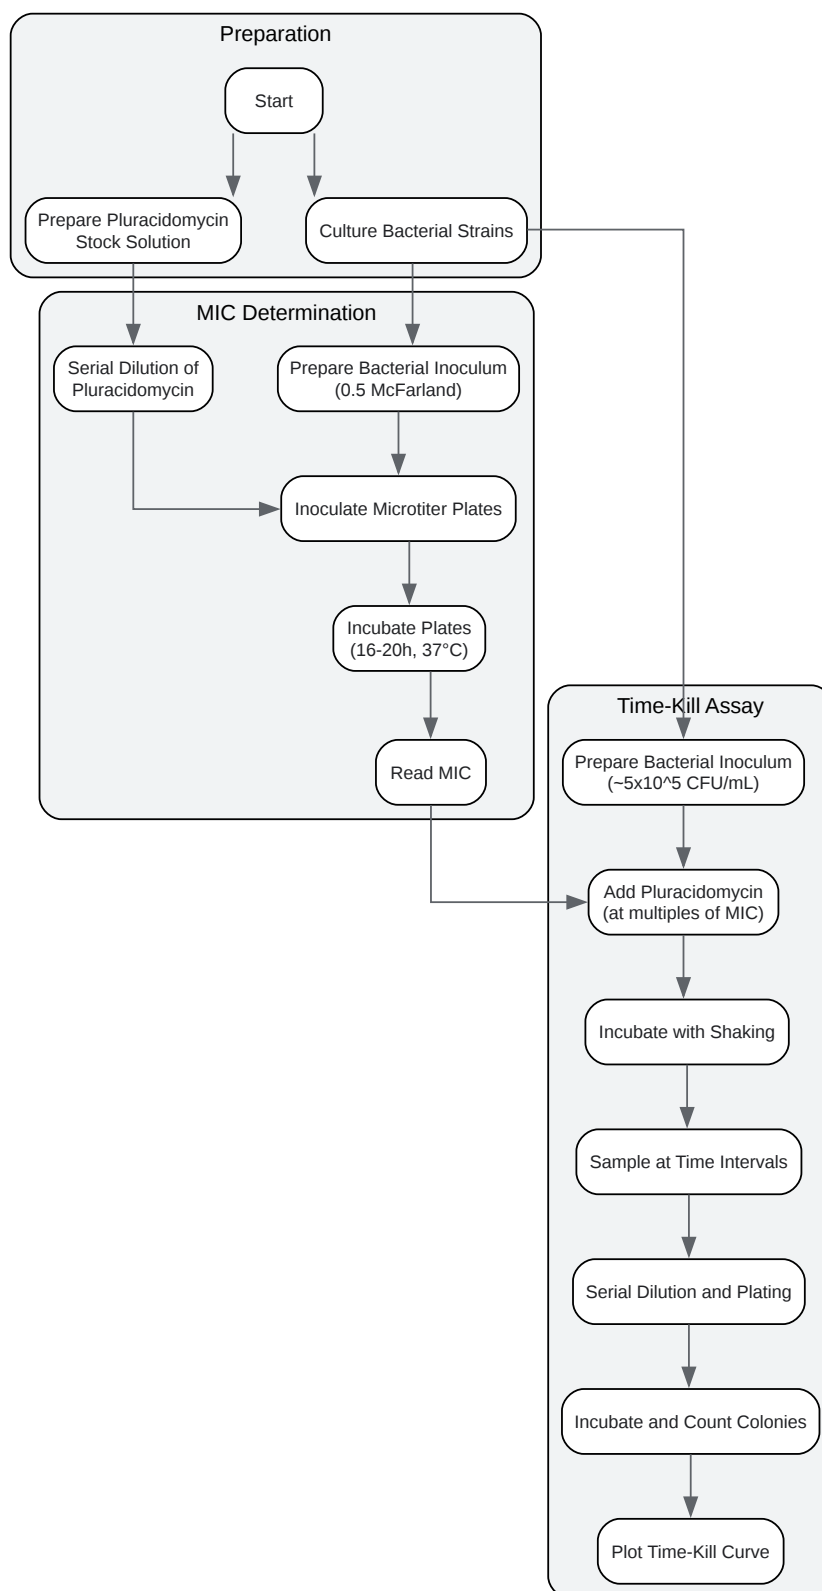 Preparation
Start
Prepare Pluracidomycin
Stock Solution
Culture Bacterial Strains
MIC Determination
Serial Dilution of
Pluracidomycin
Prepare Bacterial Inoculum
(0.5 McFarland)
Inoculate Microtiter Plates
Incubate Plates
(16-20h, 37°C)
Read MIC
Time-Kill Assay
Prepare Bacterial Inoculum
(~5x10^5 CFU/mL)
Add Pluracidomycin
(at multiples of MIC)
Incubate with Shaking
Sample at Time Intervals
Serial Dilution and Plating
Incubate and Count Colonies
Plot Time-Kill Curve